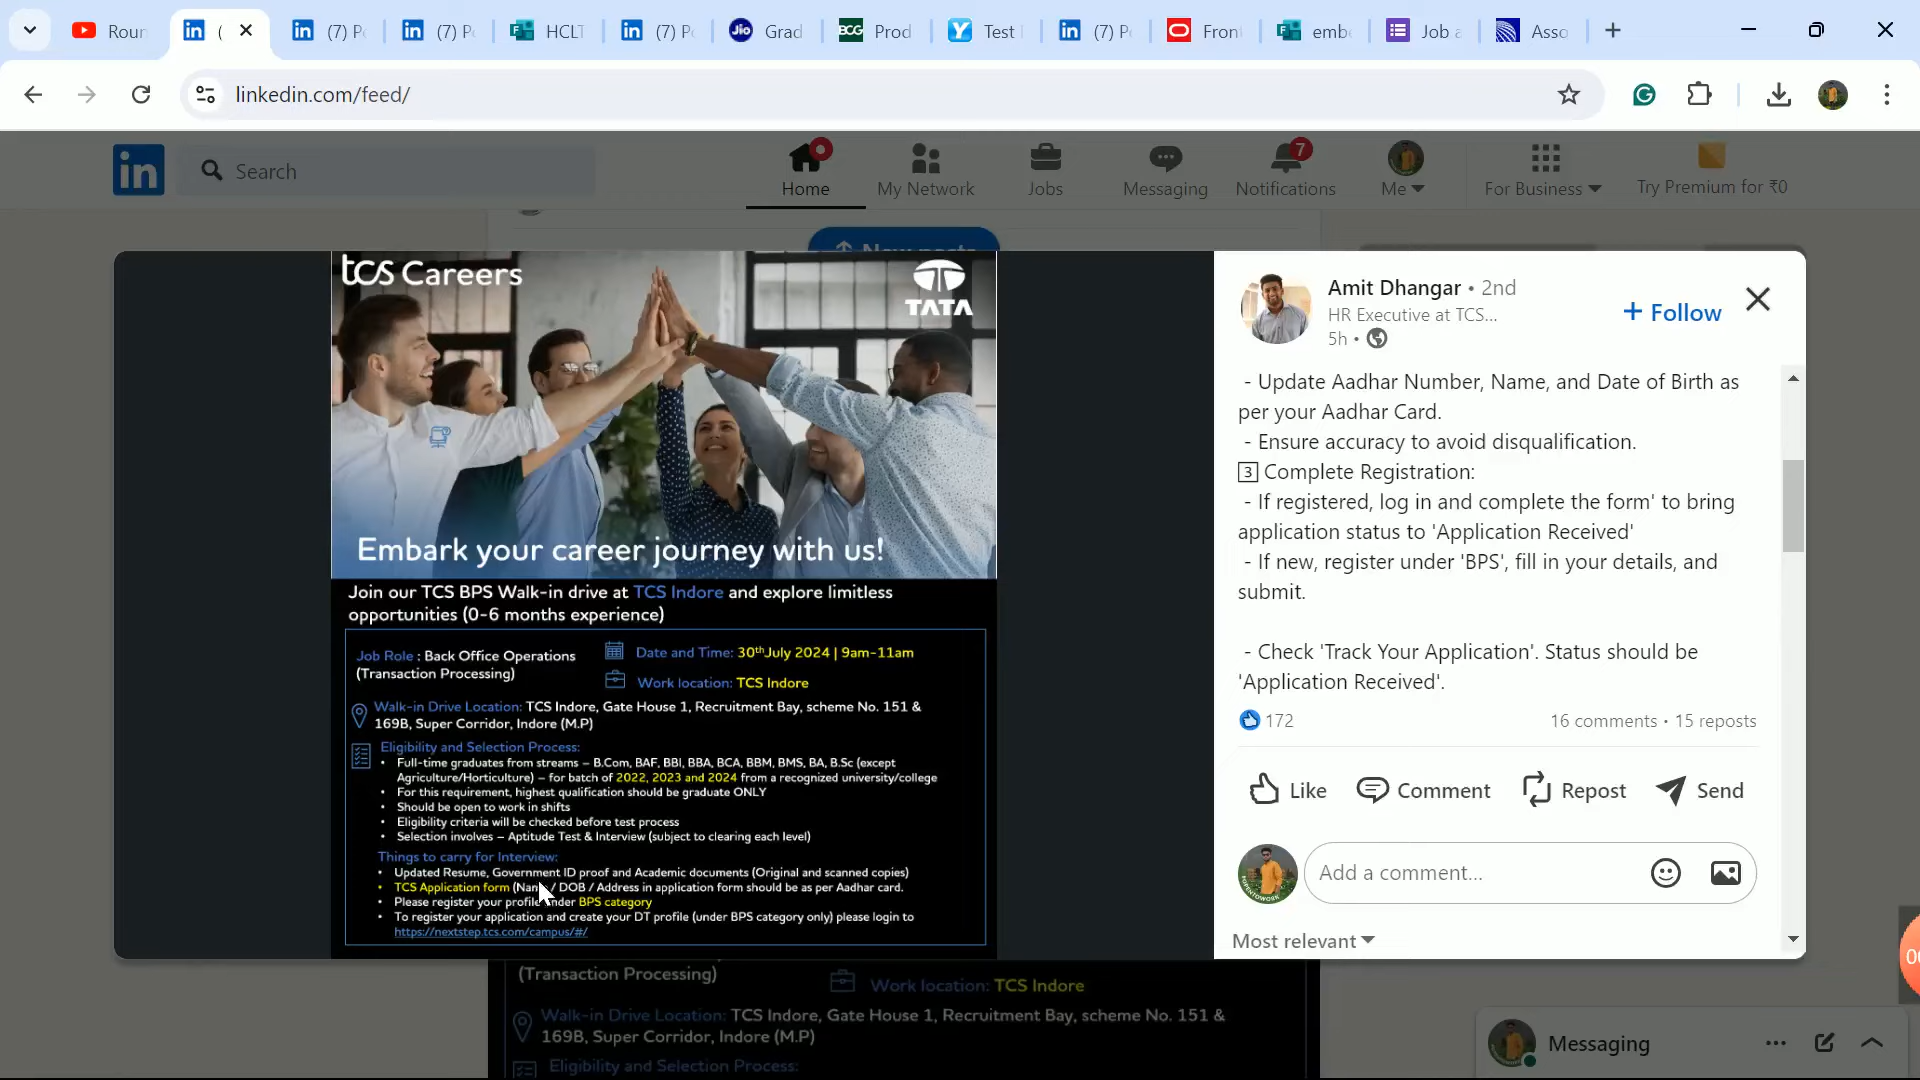 Roun
(
(7) P
(7) P
HCLT
(7) P
Jio
Grad
BCG
Prod
Test
(7) P
Fron
embe
Job a
Asso
linkedin.com/feed/
in
Search
Home
My Network
Jobs
Messaging
7
Notifications
Me
For Business
Try Premium for ₹0
New posts
tcs Careers
TATA
Embark your career journey with us!
Join our TCS BPS Walk-in drive at TCS Indore and explore limitless
opportunities (0-6 months experience)
Job Role : Back Office Operations
(Transaction Processing)
Date and Time: 30th July 2024 | 9am-11am
Work location: TCS Indore
Walk-in Drive Location: TCS Indore, Gate House 1, Recruitment Bay, scheme No. 151 &
169B, Super Corridor, Indore (M.P)
Eligibility and Selection Process:
• Full-time graduates from streams – B.Com, BAF, BBI, BBA, BCA, BBM, BMS, BA, B.Sc (except
Agriculture/Horticulture) – for batch of 2022, 2023 and 2024 from a recognized university/college
• For this requirement, highest qualification should be graduate ONLY
• Should be open to work in shifts
• Eligibility criteria will be checked before test process
• Selection involves – Aptitude Test & Interview (subject to clearing each level)
Things to carry for Interview:
• Updated Resume, Government ID proof and Academic documents (Original and scanned copies)
• TCS Application form (Name / DOB / Address in application form should be as per Aadhar card.
• Please register your profile under BPS category
• To register your application and create your DT profile (under BPS category only) please login to
https://nextstep.tcs.com/campus/#/
Amit Dhangar • 2nd
HR Executive at TCS...
5h •
+ Follow
- Update Aadhar Number, Name, and Date of Birth as
per your Aadhar Card.
- Ensure accuracy to avoid disqualification.
3 Complete Registration:
- If registered, log in and complete the form' to bring
application status to 'Application Received'
- If new, register under 'BPS', fill in your details, and
submit.
- Check 'Track Your Application'. Status should be
'Application Received'.
172
16 comments • 15 reposts
Like
Comment
Repost
Send
Add a comment...
Most relevant
(Transaction Processing)
Work location: TCS Indore
Walk-in Drive Location: TCS Indore, Gate House 1, Recruitment Bay, scheme No. 151 &
169B, Super Corridor, Indore (M.P)
Eligibility and Selection Process:
Messaging